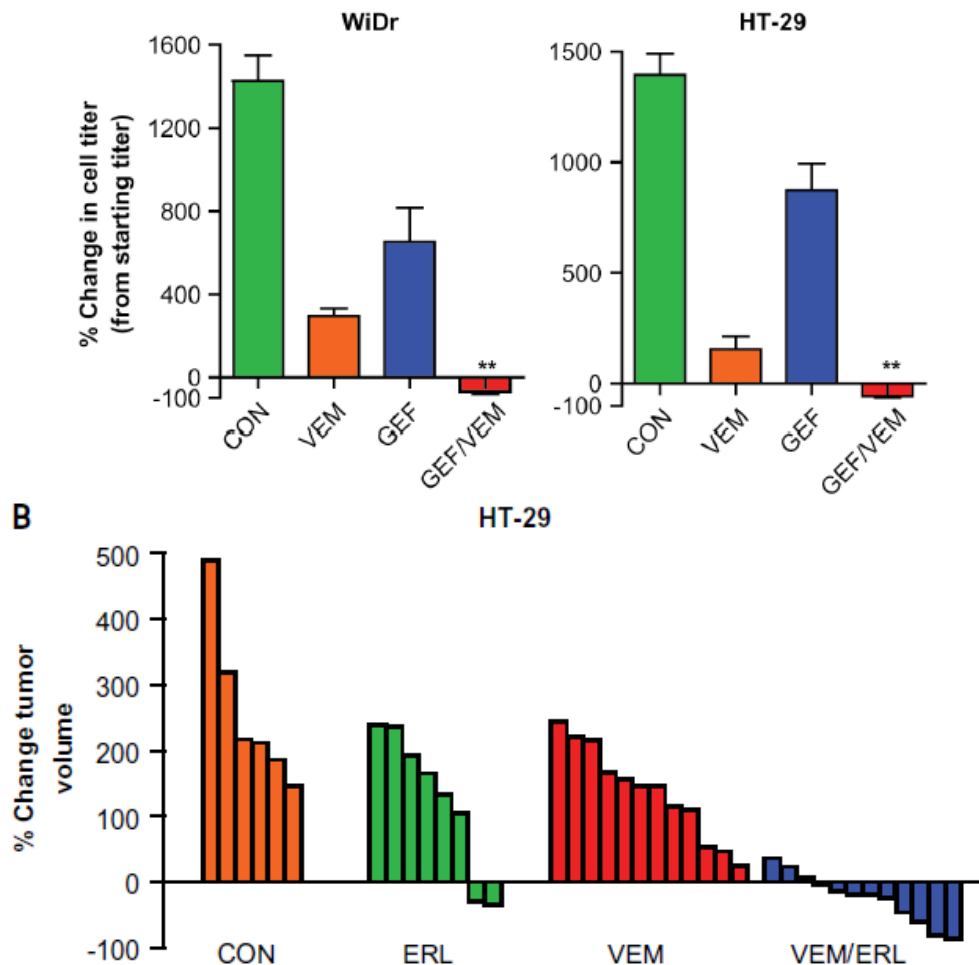 WiDr
HT-29
% Change in cell titer
(from starting titer)
1600
1200
800
400
0
-100
CON
VEM
GEF
GEF/VEM
**
1500
1000
500
0
-100
CON
VEM
GEF
GEF/VEM
**
B
HT-29
% Change tumor
volume
500
400
300
200
100
0
-100
CON
ERL
VEM
VEM/ERL